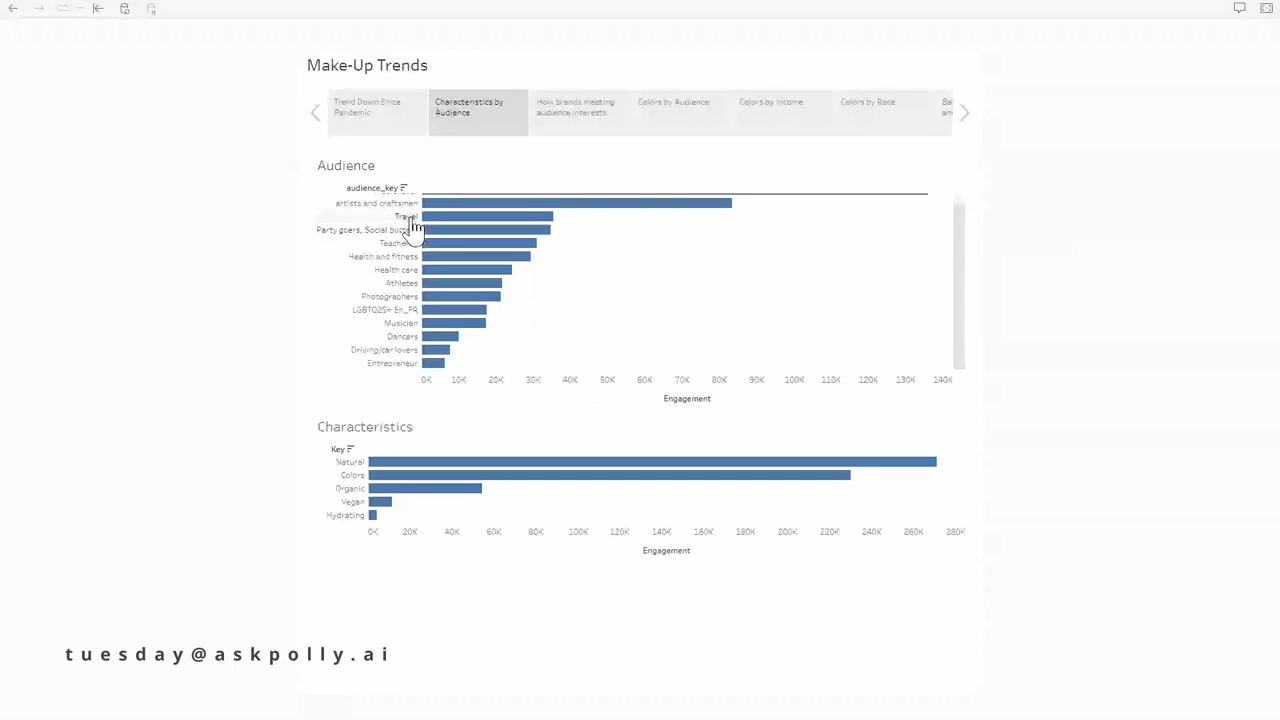 Make-Up Trends
Trend Down Since
Pandemic
Characteristics by
Audience
How brands meeting
audience interests
Colors by Audience
Colors by Income
Colors by Race
Audience
audience_key
artists and craftsmen
Travel
Party goers, Social
Health and fitness
Health care
Athletes
Photographers
LGBTQ2S+ En_FR
Musician
Dancers
Driving/car lovers
Entrepreneur
0K 10K 20K 30K 40K 50K 60K 70K 80K 90K 100K 110K 120K 130K 140K
Engagement
Characteristics
Key
Natural
Colors
Organic
Vegan
Hydrating
0K 20K 40K 60K 80K 100K 120K 140K 160K 180K 200K 220K 240K 260K 280K
Engagement
tuesday@askpolly.ai